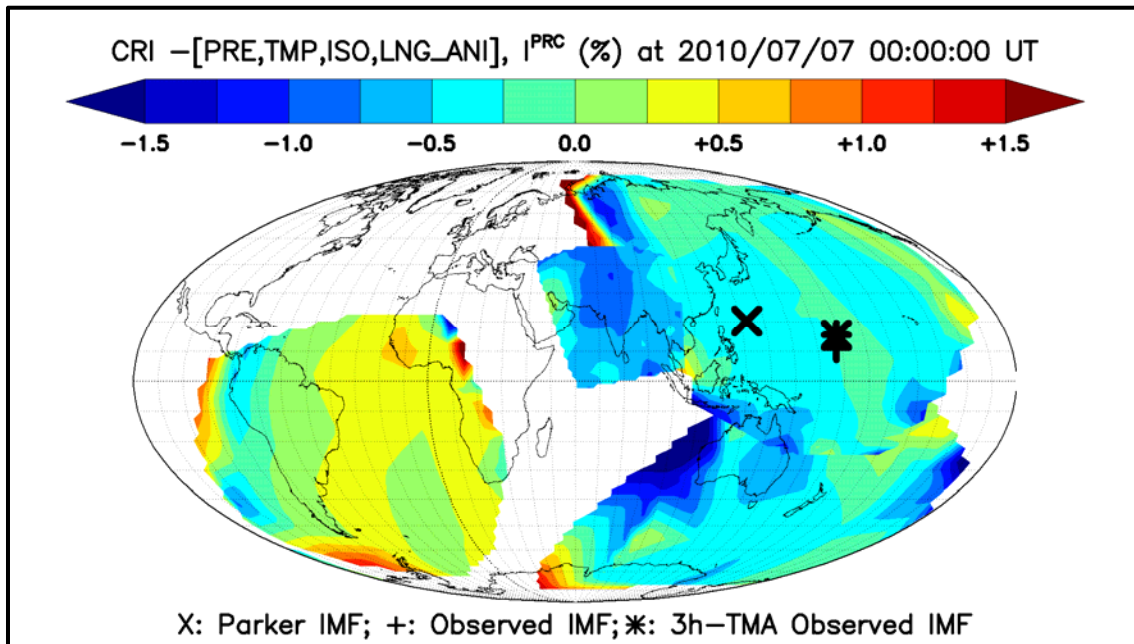 CRI -[PRE,TMP,ISO,LNG_ANI], I^PRC (%) at 2010/07/07 00:00:00 UT
-1.5 -1.0 -0.5 0.0 +0.5 +1.0 +1.5
X: Parker IMF; +: Observed IMF; ✱: 3h-TMA Observed IMF